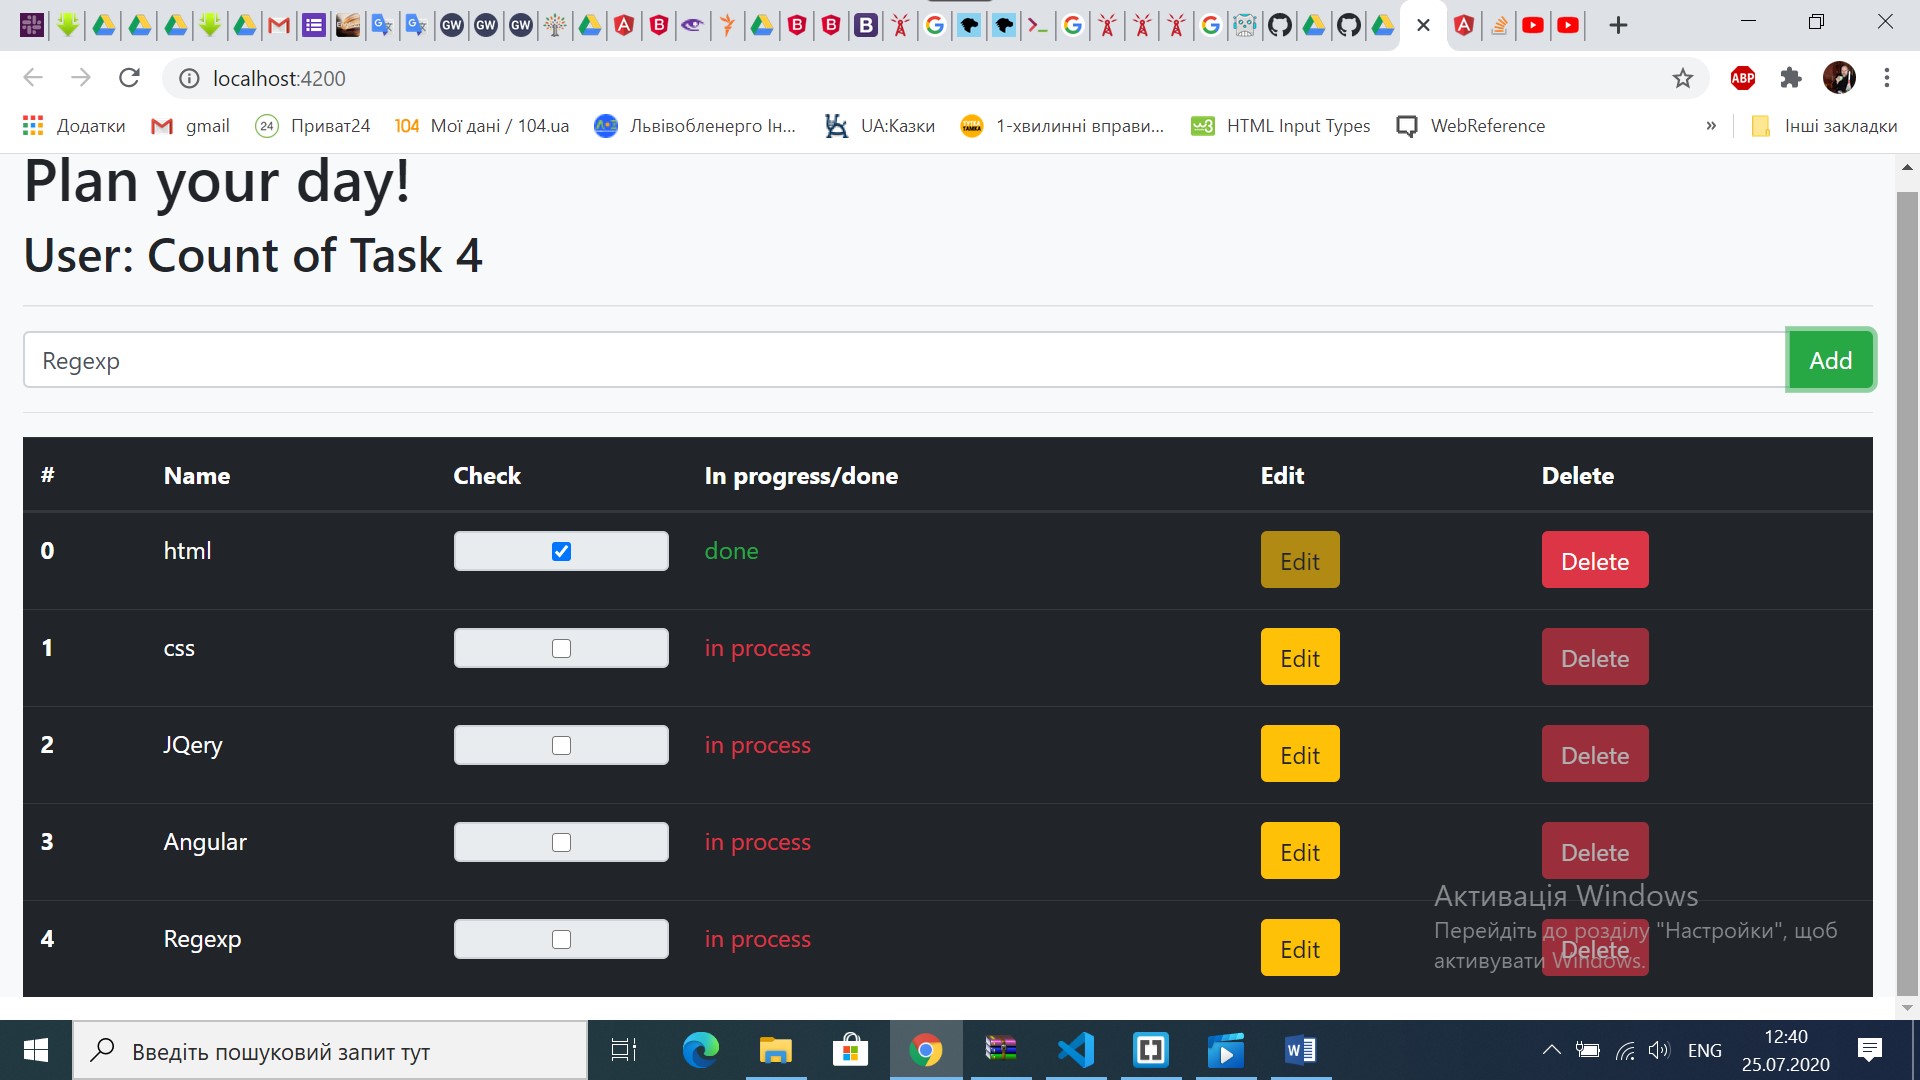 localhost:4200
ABP
Додатки gmail 24 Приват24 104 Мої дані / 104.ua Львівобленерго Ін... UA:Казки 1-хвилинні вправи... HTML Input Types WebReference » Інші закладки
Plan your day!
User: Count of Task 4
Regexp Add
# Name Check In progress/done Edit Delete
0 html done Edit Delete
1 css in process Edit Delete
2 JQery in process Edit Delete
3 Angular in process Edit Delete
4 Regexp in process Edit Delete
Активація Windows
Перейдіть до розділу "Настройки", щоб
активувати Windows.
Введіть пошуковий запит тут
ENG
12:40
25.07.2020